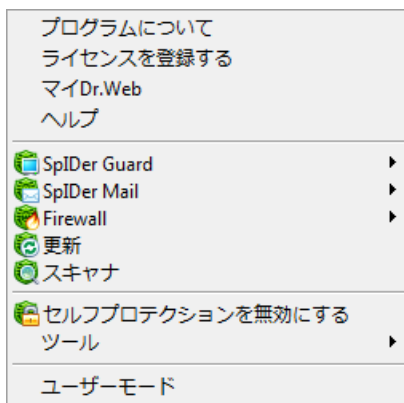 プログラムについて
ライセンスを登録する
マイDr.Web
ヘルプ
SpIDer Guard
SpIDer Mail
Firewall
更新
スキャナ
セルフプロテクションを無効にする
ツール
ユーザーモード